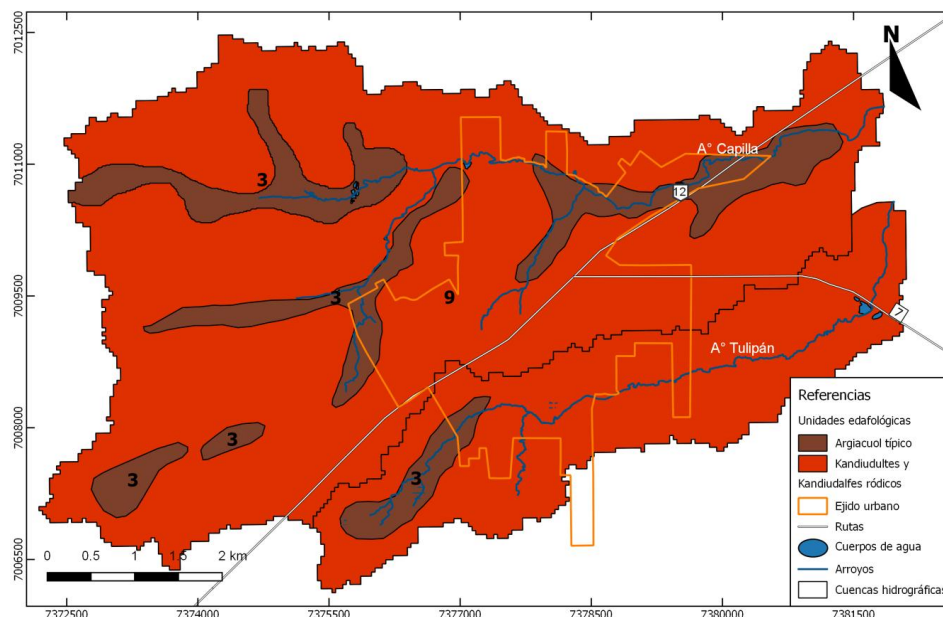 7012500
7011000
7009500
7008000
7006500
N
A° Capilla
12
3
3
9
7
A° Tulipán
3
3
3
0 0.5 1 1.5 2 km
Referencias
Unidades edafológicas
Argiacuol típico
Kandiudultes y
Kandiudalfes ródicos
Ejido urbano
Rutas
Cuerpos de agua
Arroyos
Cuencas hidrográficas
7372500 7374000 7375500 7377000 7378500 7380000 7381500